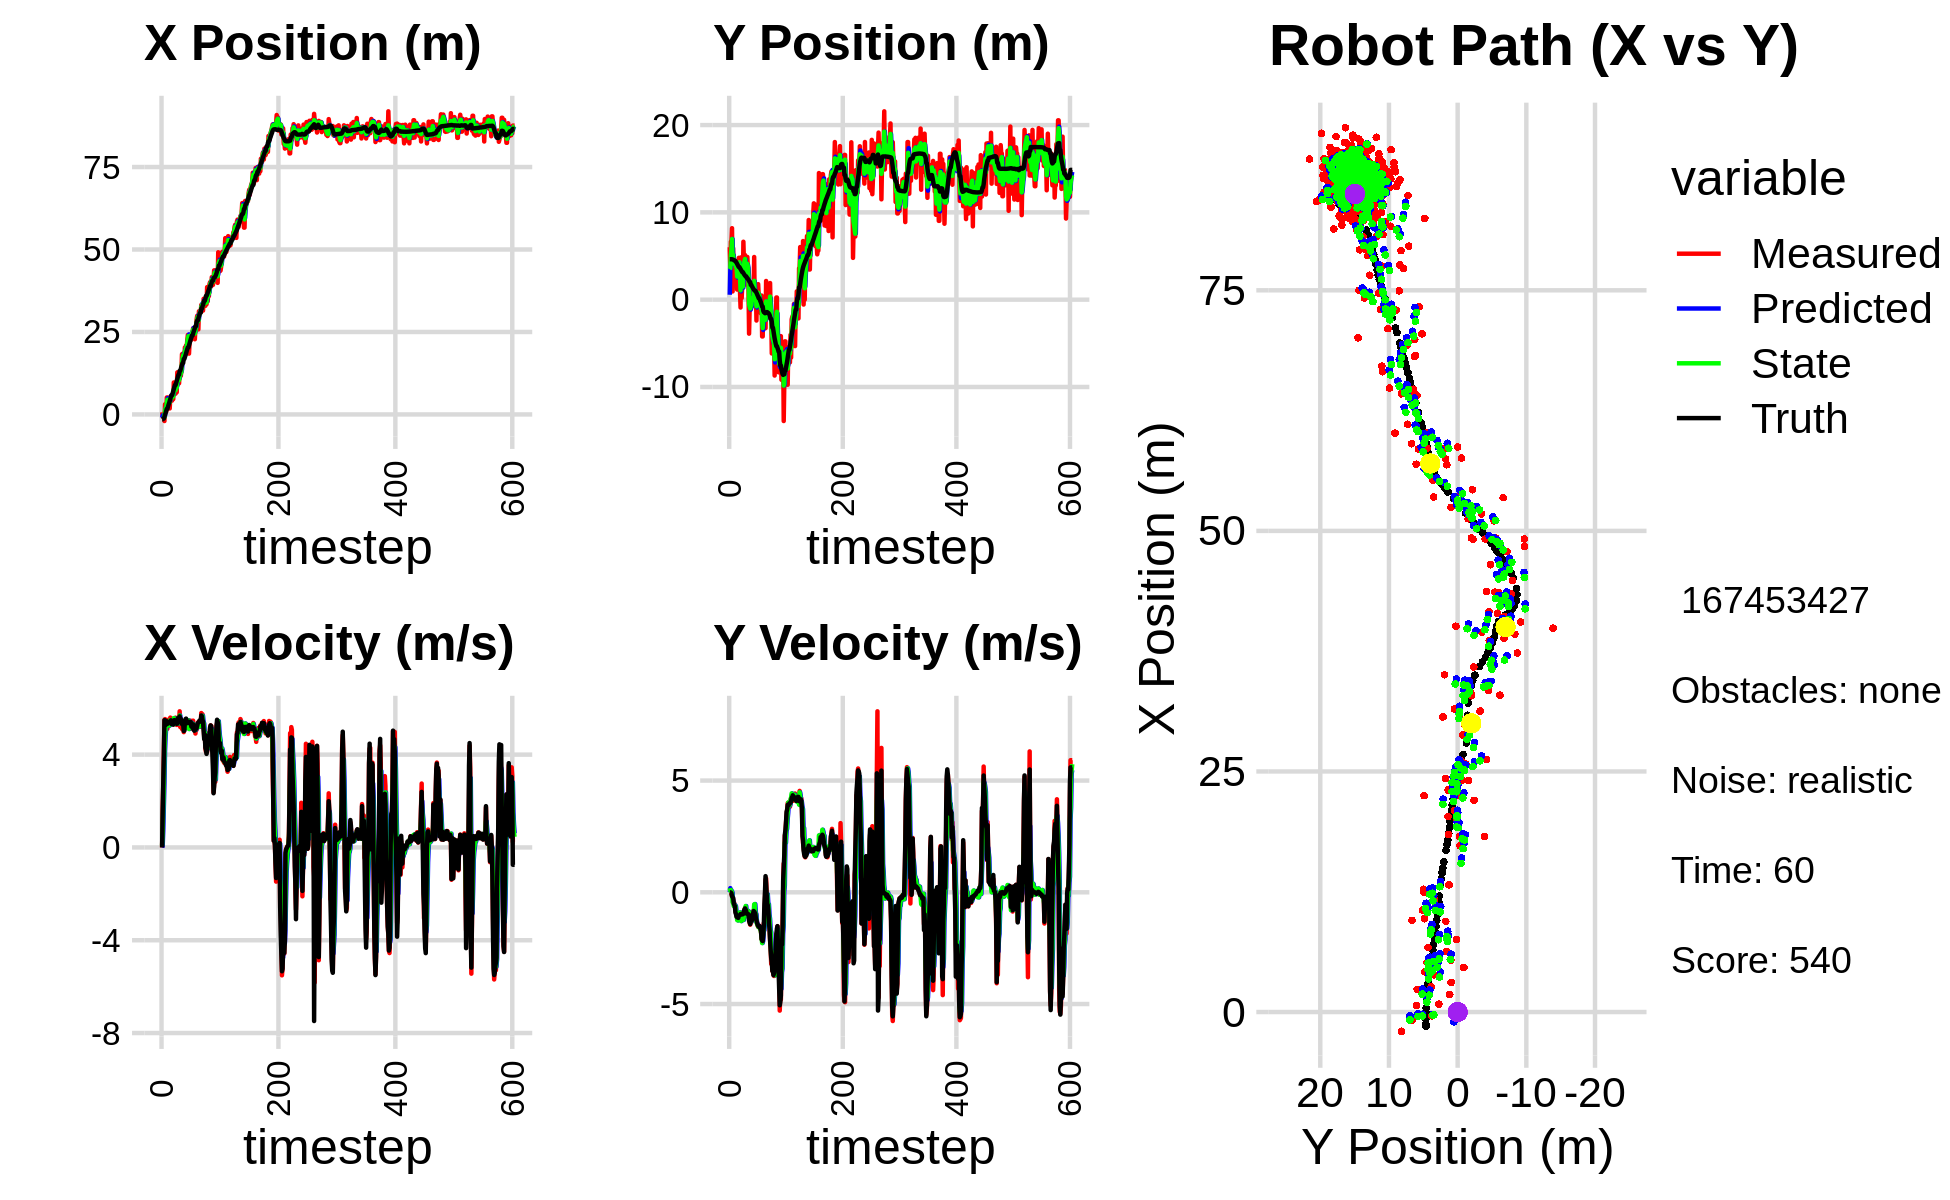 X Position (m)
75
50
25
0
0
200
400
600
timestep
Y Position (m)
20
10
0
-10
0
200
400
600
timestep
X Velocity (m/s)
4
0
-4
-8
0
200
400
600
timestep
Y Velocity (m/s)
5
0
-5
0
200
400
600
timestep
Robot Path (X vs Y)
X Position (m)
75
50
25
0
20 10 0 -10 -20
Y Position (m)
variable
Measured
Predicted
State
Truth
167453427
Obstacles: none
Noise: realistic
Time: 60
Score: 540